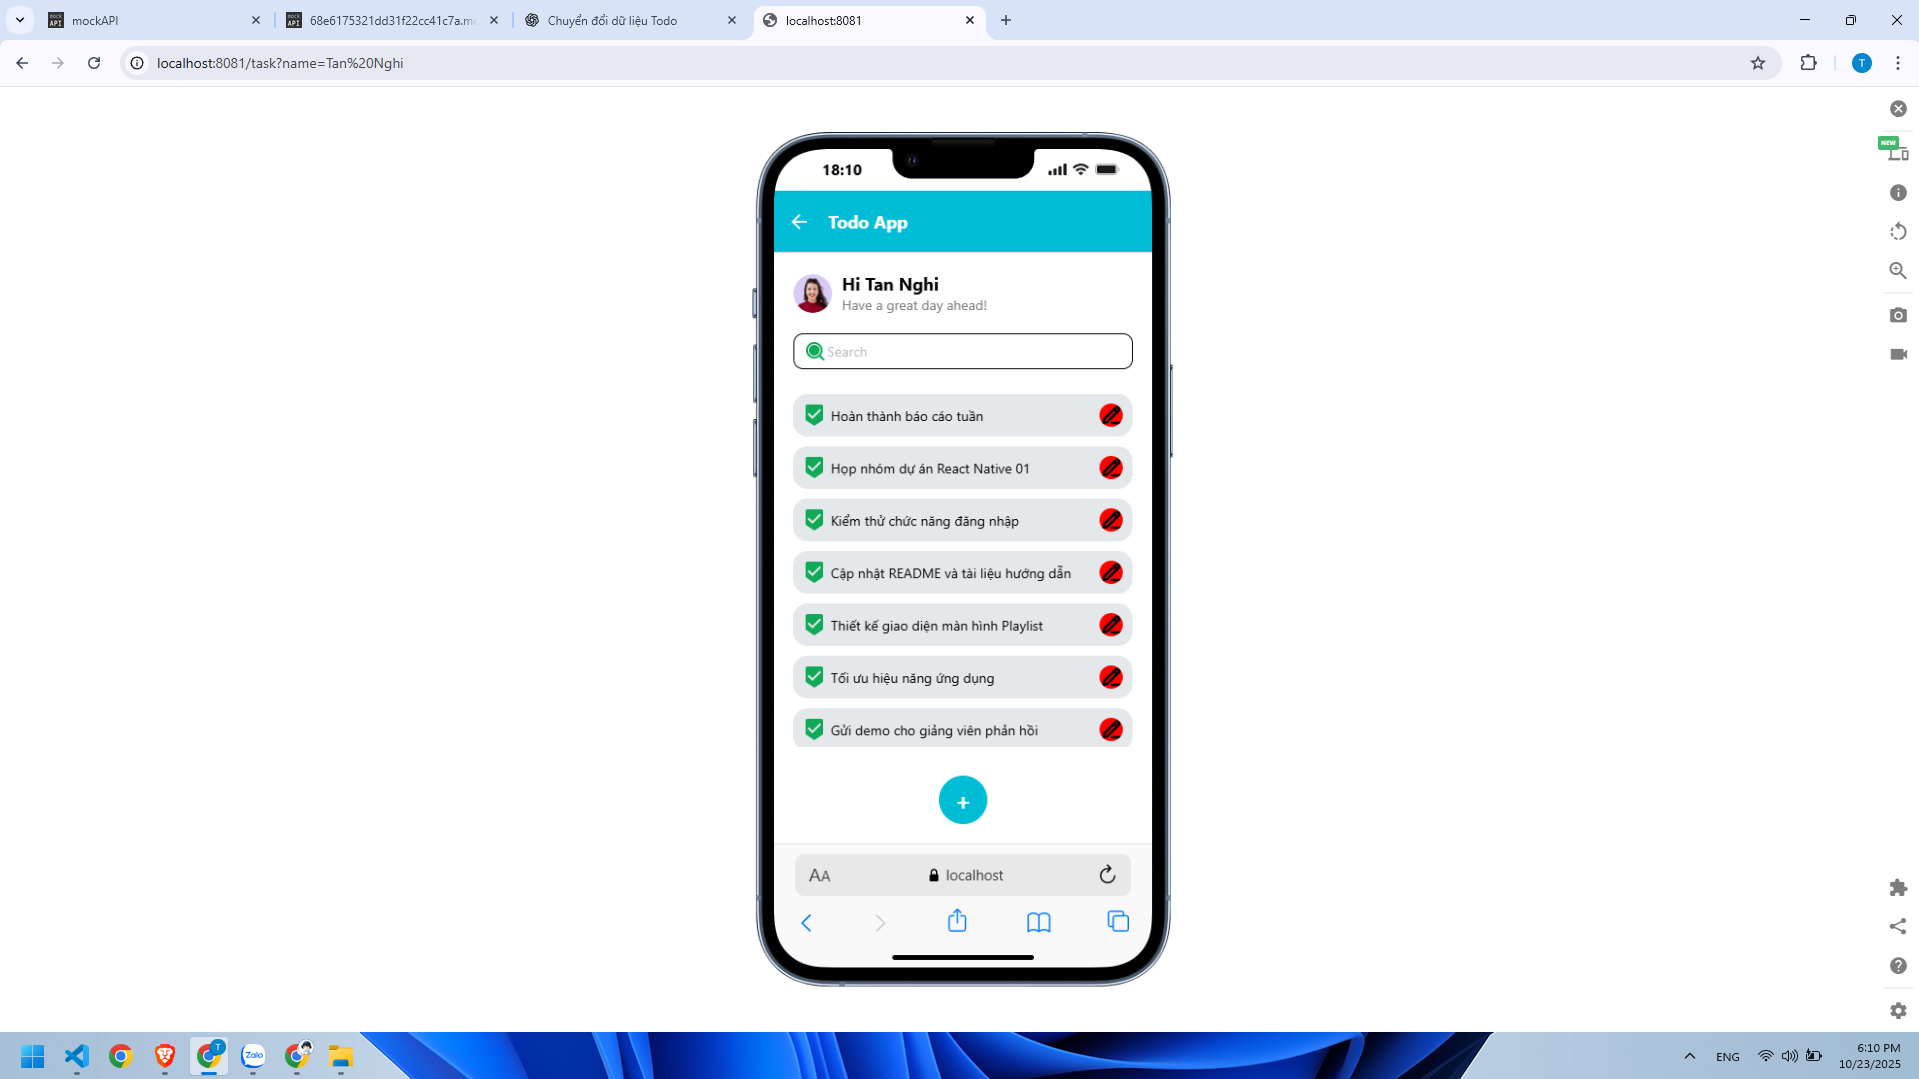 mockAPI
68e6175321dd31f22cc41c7a.mo
Chuyển đổi dữ liệu Todo
localhost:8081
localhost:8081/task?name=Tan%20Nghi
T
NEW
18:10
Todo App
Hi Tan Nghi
Have a great day ahead!
Search
Hoàn thành báo cáo tuần
Họp nhóm dự án React Native 01
Kiểm thử chức năng đăng nhập
Cập nhật README và tài liệu hướng dẫn
Thiết kế giao diện màn hình Playlist
Tối ưu hiệu năng ứng dụng
Gửi demo cho giảng viên phản hồi
+
AA
localhost
T
Zalo
ENG
6:10 PM
10/23/2025